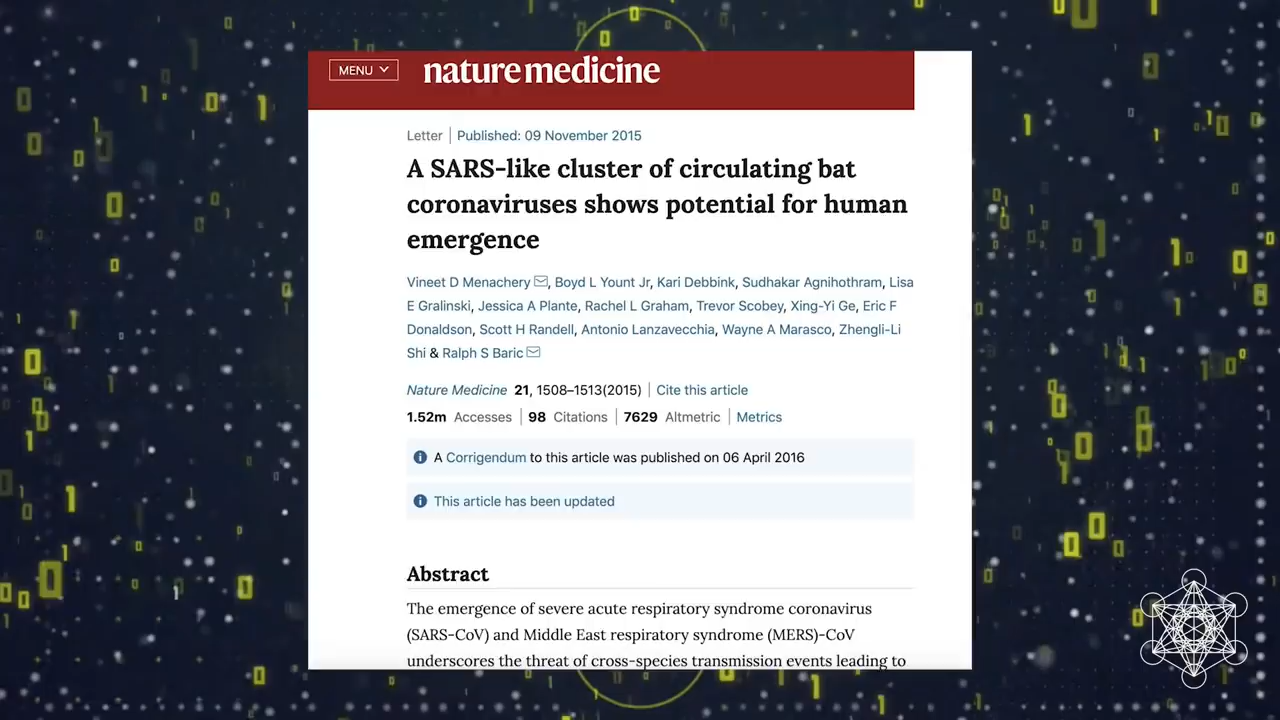 MENU
nature medicine
Letter | Published: 09 November 2015
A SARS-like cluster of circulating bat
coronaviruses shows potential for human
emergence
Vineet D Menachery, Boyd L Yount Jr, Kari Debbink, Sudhakar Agnihothram, Lisa
E Gralinski, Jessica A Plante, Rachel L Graham, Trevor Scobey, Xing-Yi Ge, Eric F
Donaldson, Scott H Randell, Antonio Lanzavecchia, Wayne A Marasco, Zhengli-Li
Shi & Ralph S Baric
Nature Medicine 21, 1508–1513(2015) | Cite this article
1.52m Accesses | 98 Citations | 7629 Altmetric | Metrics
A Corrigendum to this article was published on 06 April 2016
This article has been updated
Abstract
The emergence of severe acute respiratory syndrome coronavirus
(SARS-CoV) and Middle East respiratory syndrome (MERS)-CoV
underscores the threat of cross-species transmission events leading to